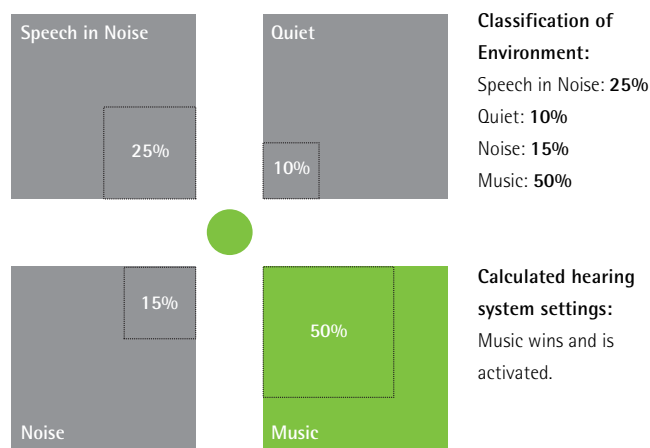 Speech in Noise
25%
Quiet
10%
15%
Noise
50%
Music
Classification of
Environment:
Speech in Noise: 25%
Quiet: 10%
Noise: 15%
Music: 50%
Calculated hearing
system settings:
Music wins and is
activated.